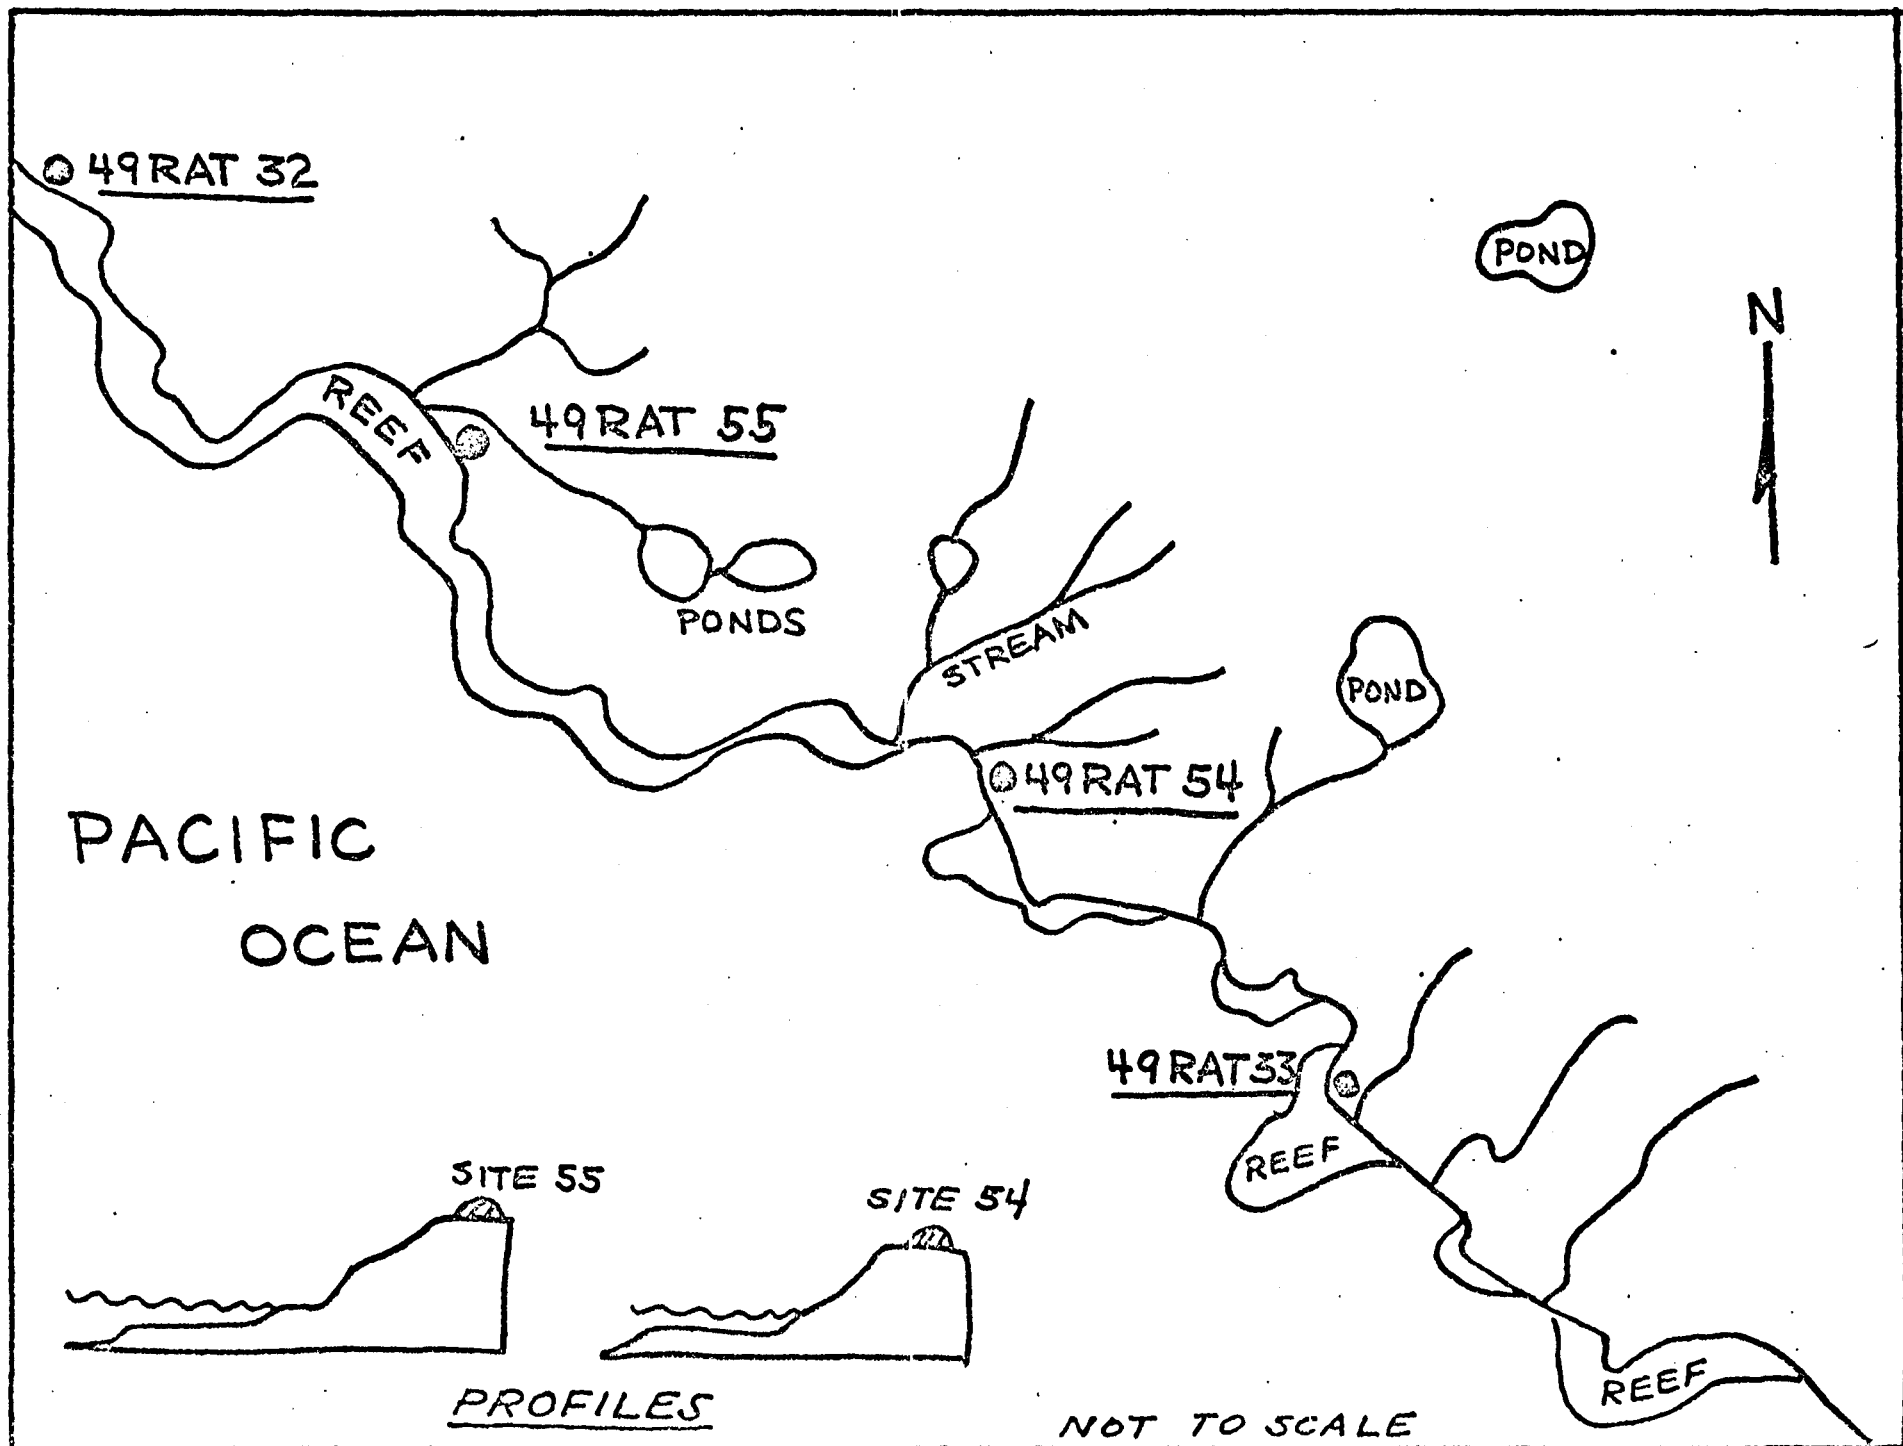 49RAT 32
POND
N
REEF
49RAT 55
PONDS
STREAM
POND
49RAT 54
PACIFIC
OCEAN
49RAT33
REEF
SITE 55
SITE 54
REEF
PROFILES
NOT TO SCALE